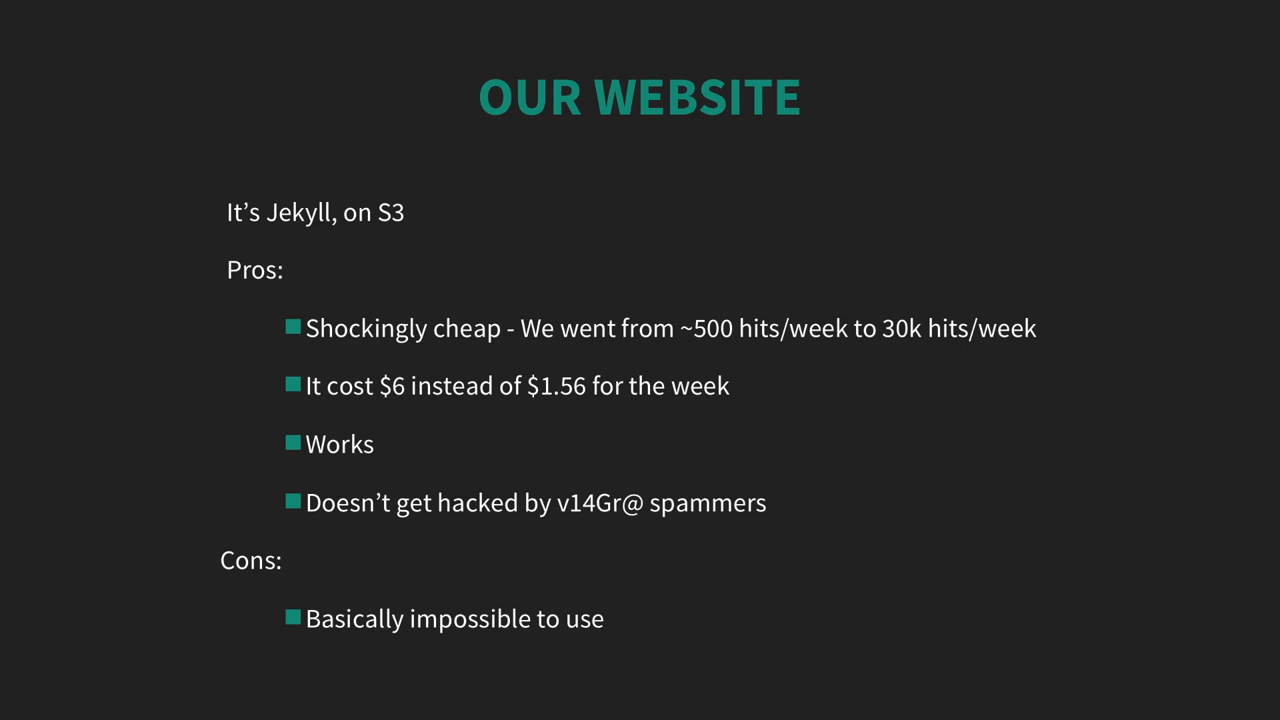 OUR WEBSITE
It’s Jekyll, on S3
Pros:
Shockingly cheap - We went from ~500 hits/week to 30k hits/week
It cost $6 instead of $1.56 for the week
Works
Doesn’t get hacked by v14Gr@ spammers
Cons:
Basically impossible to use